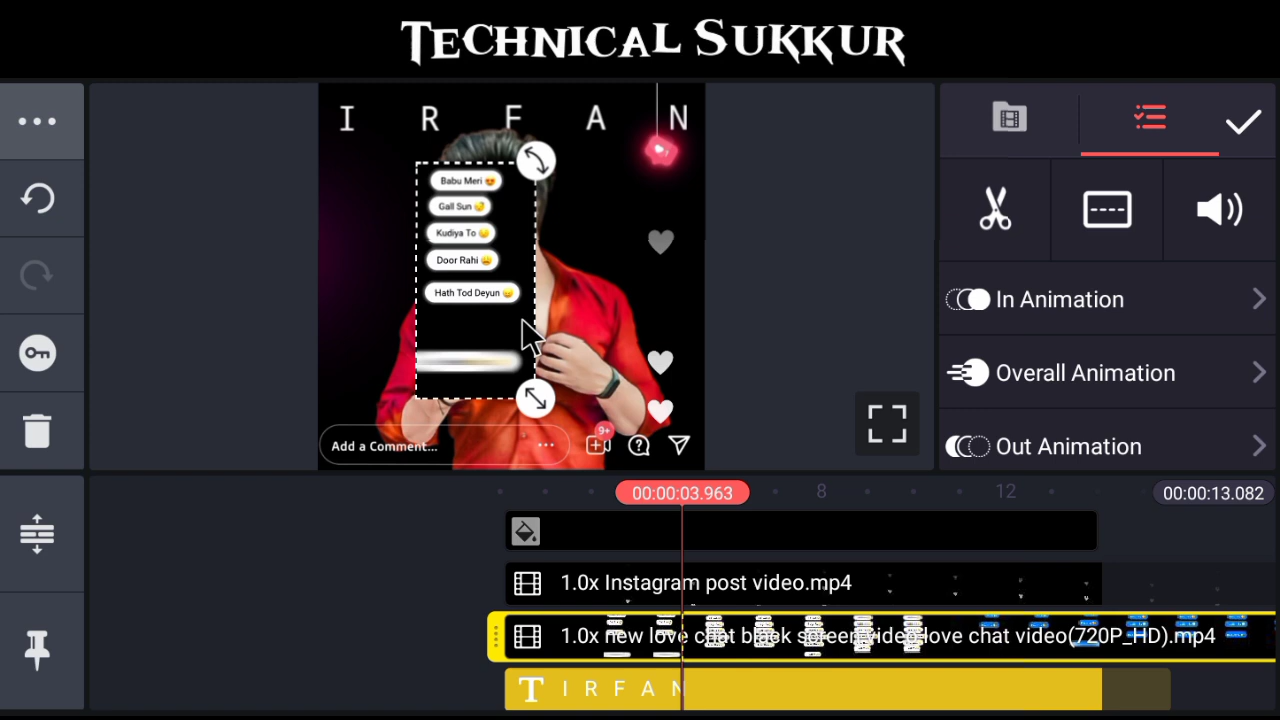 TECHNICAL SUKKUR
I R F A N
Babu Meri 😍
Gall Sun
Kudiya To
Door Rahi
Hath Tod Deyun
Add a Comment...
9+
In Animation
Overall Animation
Out Animation
00:00:03.963
8
12
00:00:13.082
1.0x Instagram post video.mp4
1.0x new love chat black screen video love chat video(720P_HD).mp4
T I R F A N